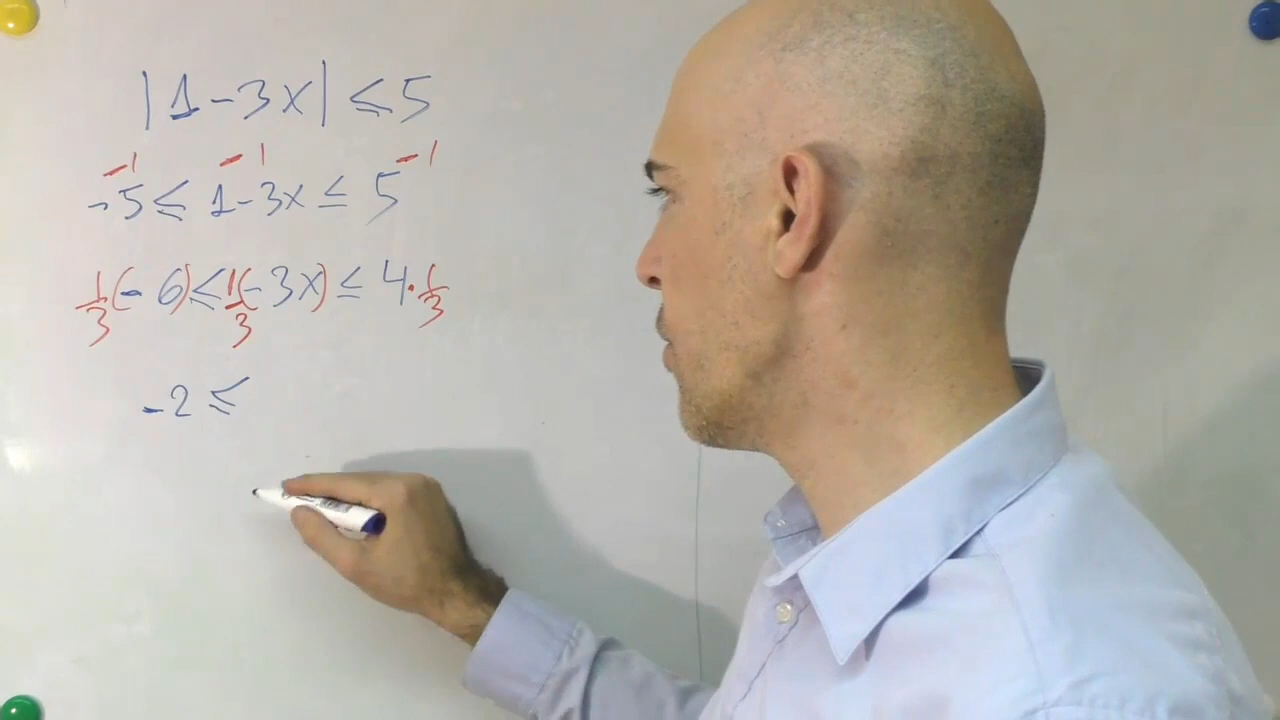 |1-3x| ≤ 5
-1 -1 -1
-5 ≤ 1-3x ≤ 5
1/3(-6) ≤ 1/3(-3x) ≤ 4·1/3
-2 ≤